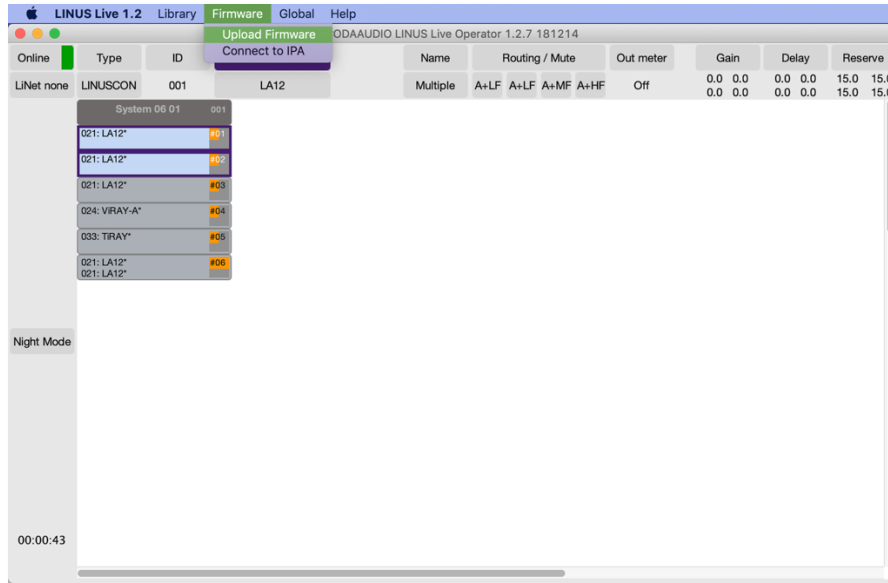 LINUS Live 1.2 Library Firmware Global Help
Upload Firmware
Connect to IPA
ODAAUDIO LINUS Live Operator 1.2.7 181214
Online Type ID Name Routing / Mute Out meter Gain Delay Reserve
LiNet none LINUSCON 001 LA12 Multiple A+LF A+LF A+MF A+HF Off 0.0 0.0 0.0 0.0 15.0 15.
0.0 0.0 0.0 0.0 15.0 15.
System 06 01 001
021: LA12* #01
021: LA12* #02
021: LA12* #03
024: ViRAY-A* #04
033: TiRAY* #05
021: LA12* #06
021: LA12*
Night Mode
00:00:43